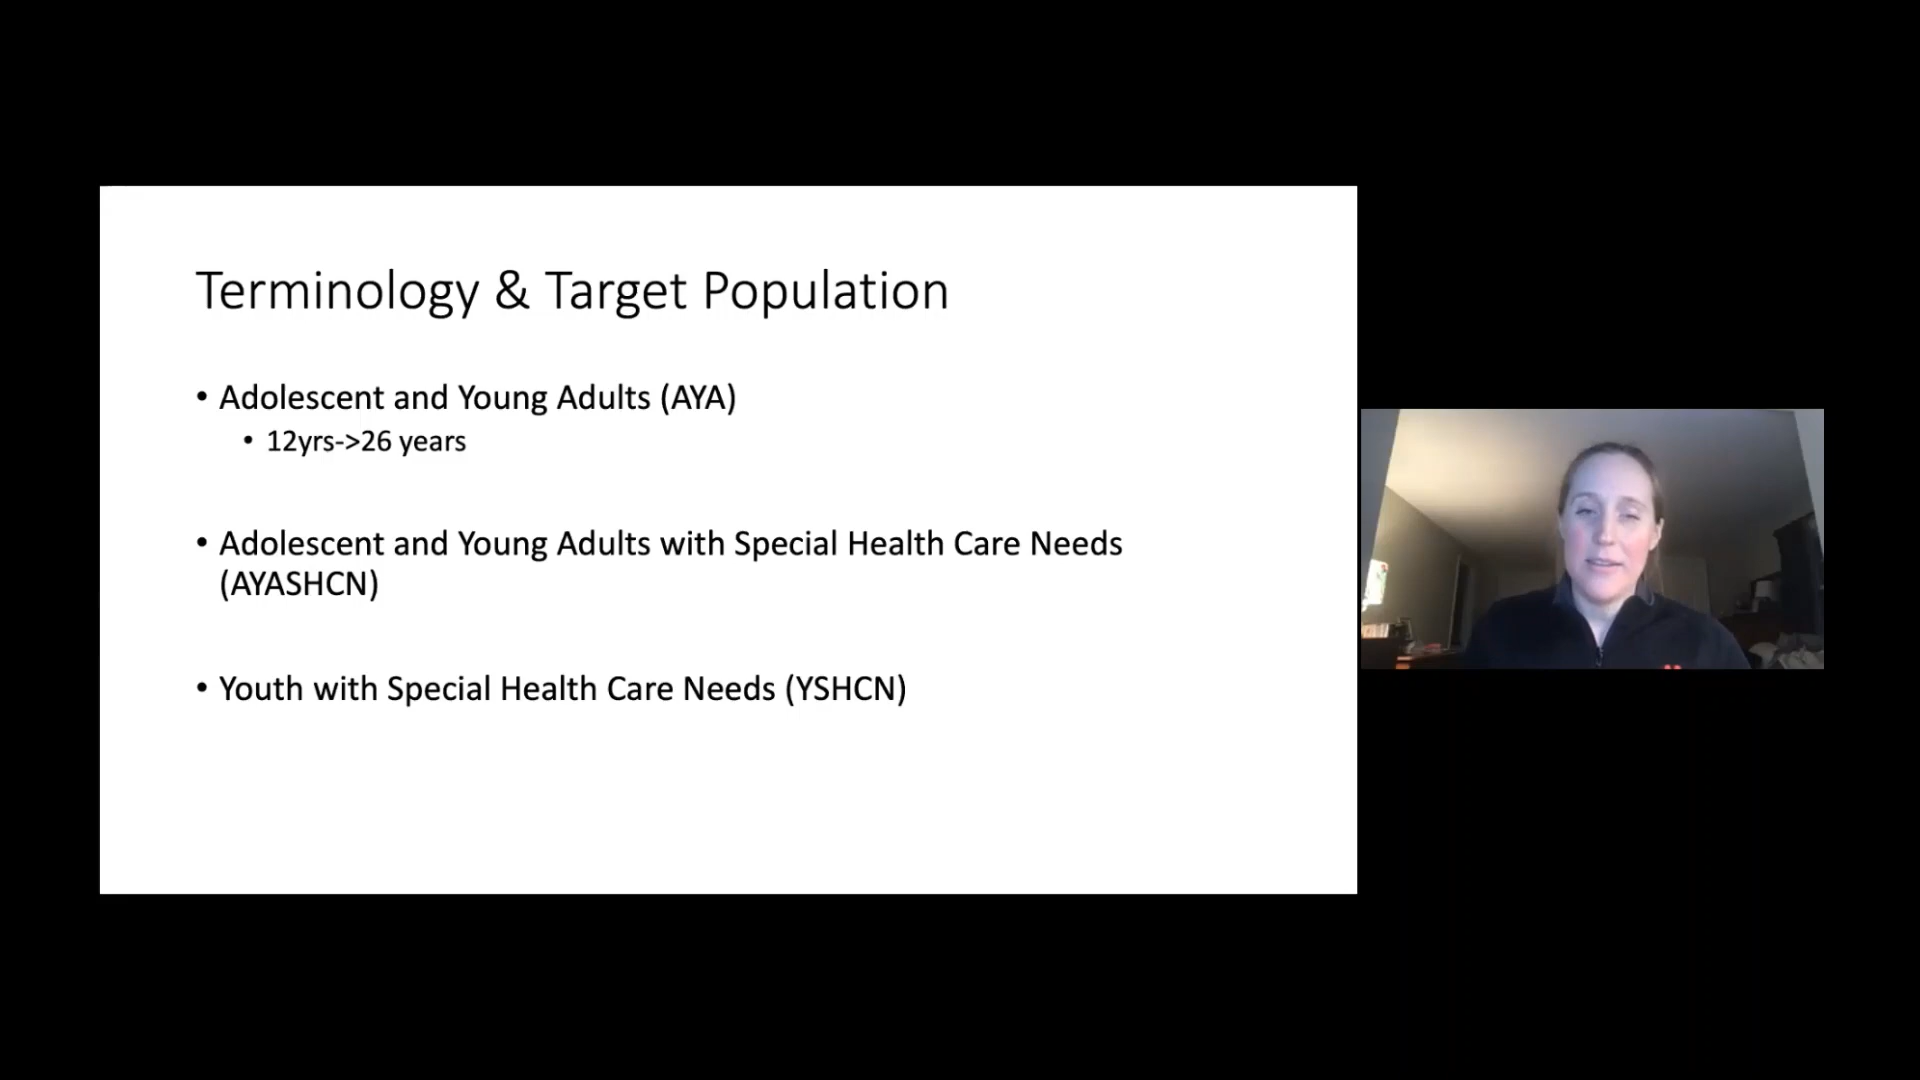 Terminology & Target Population
• Adolescent and Young Adults (AYA)
• 12yrs->26 years
• Adolescent and Young Adults with Special Health Care Needs
(AYASHCN)
• Youth with Special Health Care Needs (YSHCN)